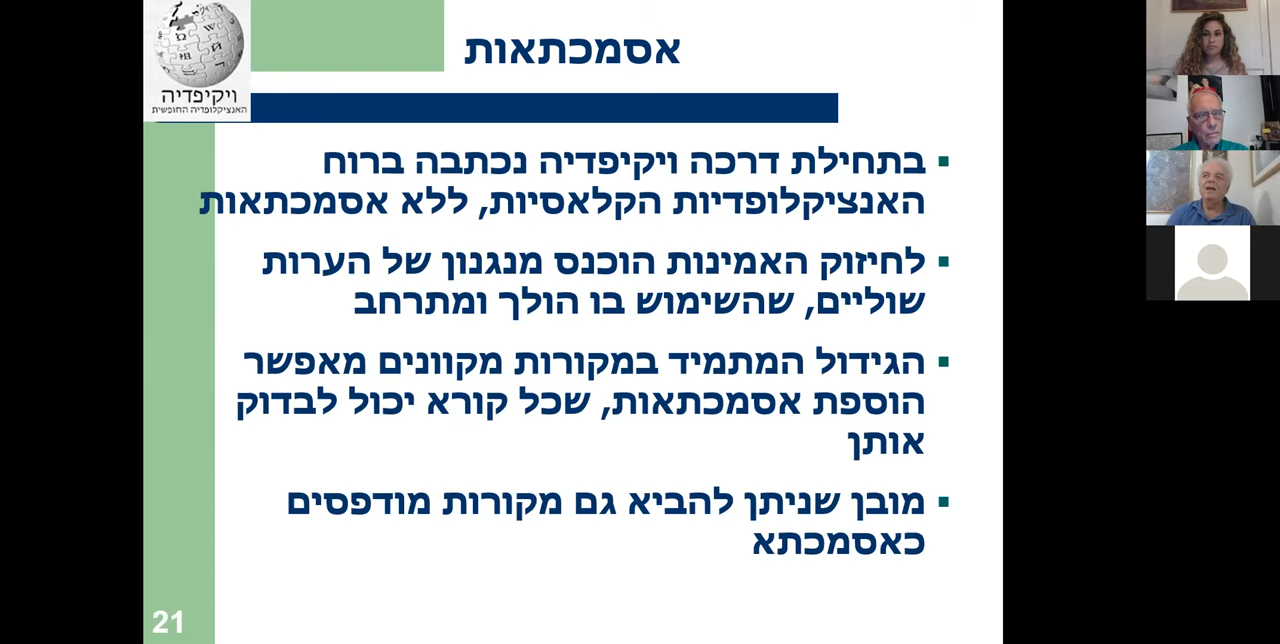 ויקיפדיה
האנציקלופדיה החופשית
אסמכתאות
בתחילת דרכה ויקיפדיה נכתבה ברוח
האנציקלופדיות הקלאסיות, ללא אסמכתאות
לחיזוק האמינות הוכנס מנגנון של הערות
שוליים, שהשימוש בו הולך ומתרחב
הגידול המתמיד במקורות מקוונים מאפשר
הוספת אסמכתאות, שכל קורא יכול לבדוק
אותן
מובן שניתן להביא גם מקורות מודפסים
כאסמכתא
21